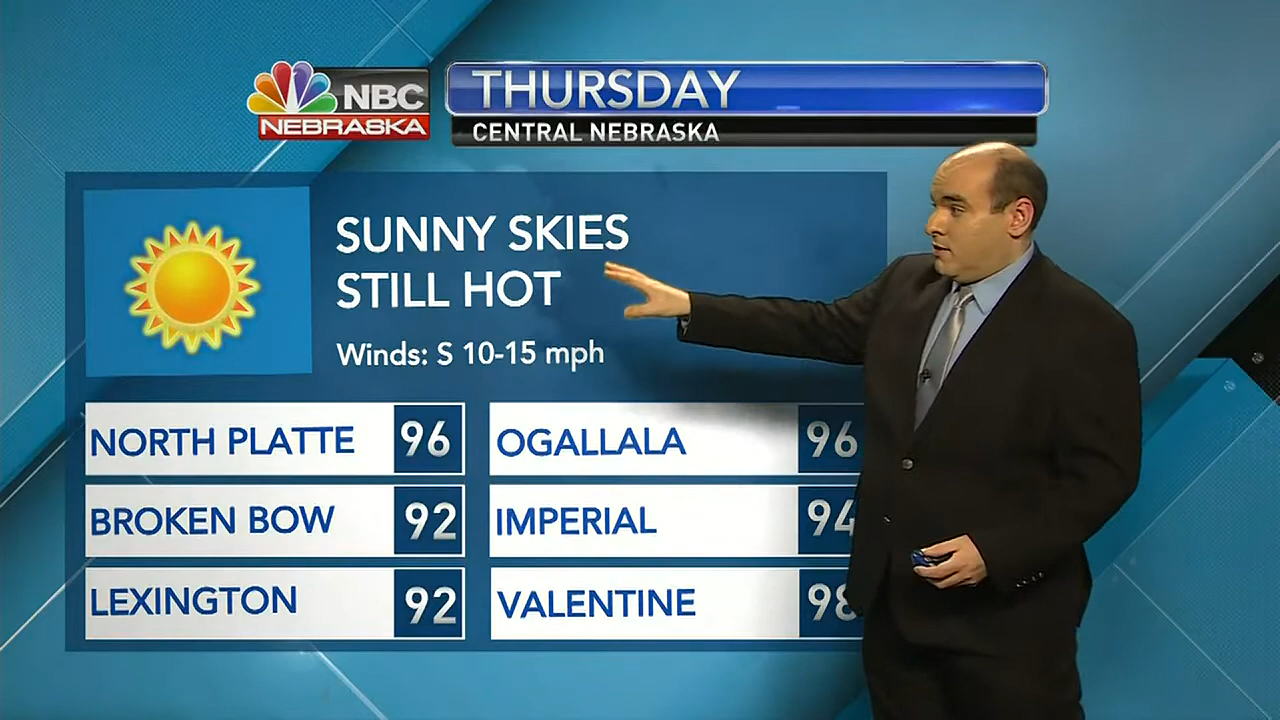 NBC
NEBRASKA
THURSDAY
CENTRAL NEBRASKA
SUNNY SKIES
STILL HOT
Winds: S 10-15 mph
NORTH PLATTE 96
OGALLALA 96
BROKEN BOW 92
IMPERIAL 94
LEXINGTON 92
VALENTINE 98